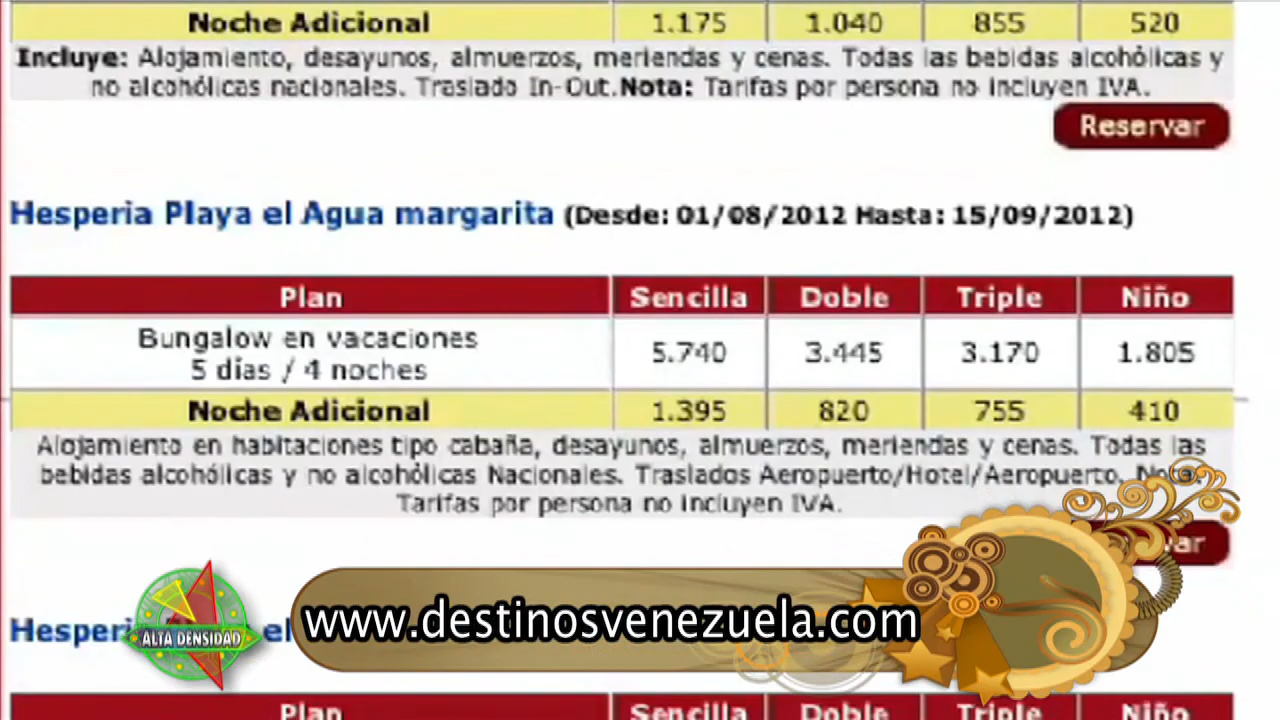 Noche Adicional 1.175 1.040 855 520
Incluye: Alojamiento, desayunos, almuerzos, meriendas y cenas. Todas las bebidas alcohólicas y
no alcohólicas nacionales. Traslado In-Out.Nota: Tarifas por persona no incluyen IVA.
Reservar
Hesperia Playa el Agua margarita (Desde: 01/08/2012 Hasta: 15/09/2012)
Plan Sencilla Doble Triple Niño
Bungalow en vacaciones
5 días / 4 noches
5.740 3.445 3.170 1.805
Noche Adicional 1.395 820 755 410
Alojamiento en habitaciones tipo cabaña, desayunos, almuerzos, meriendas y cenas. Todas las
bebidas alcohólicas y no alcohólicas Nacionales. Traslados Aeropuerto/Hotel/Aeropuerto. Nota:
Tarifas por persona no incluyen IVA.
ALTA DENSIDAD
www.destinosvenezuela.com
el
Plan Sencilla Doble Triple Niño